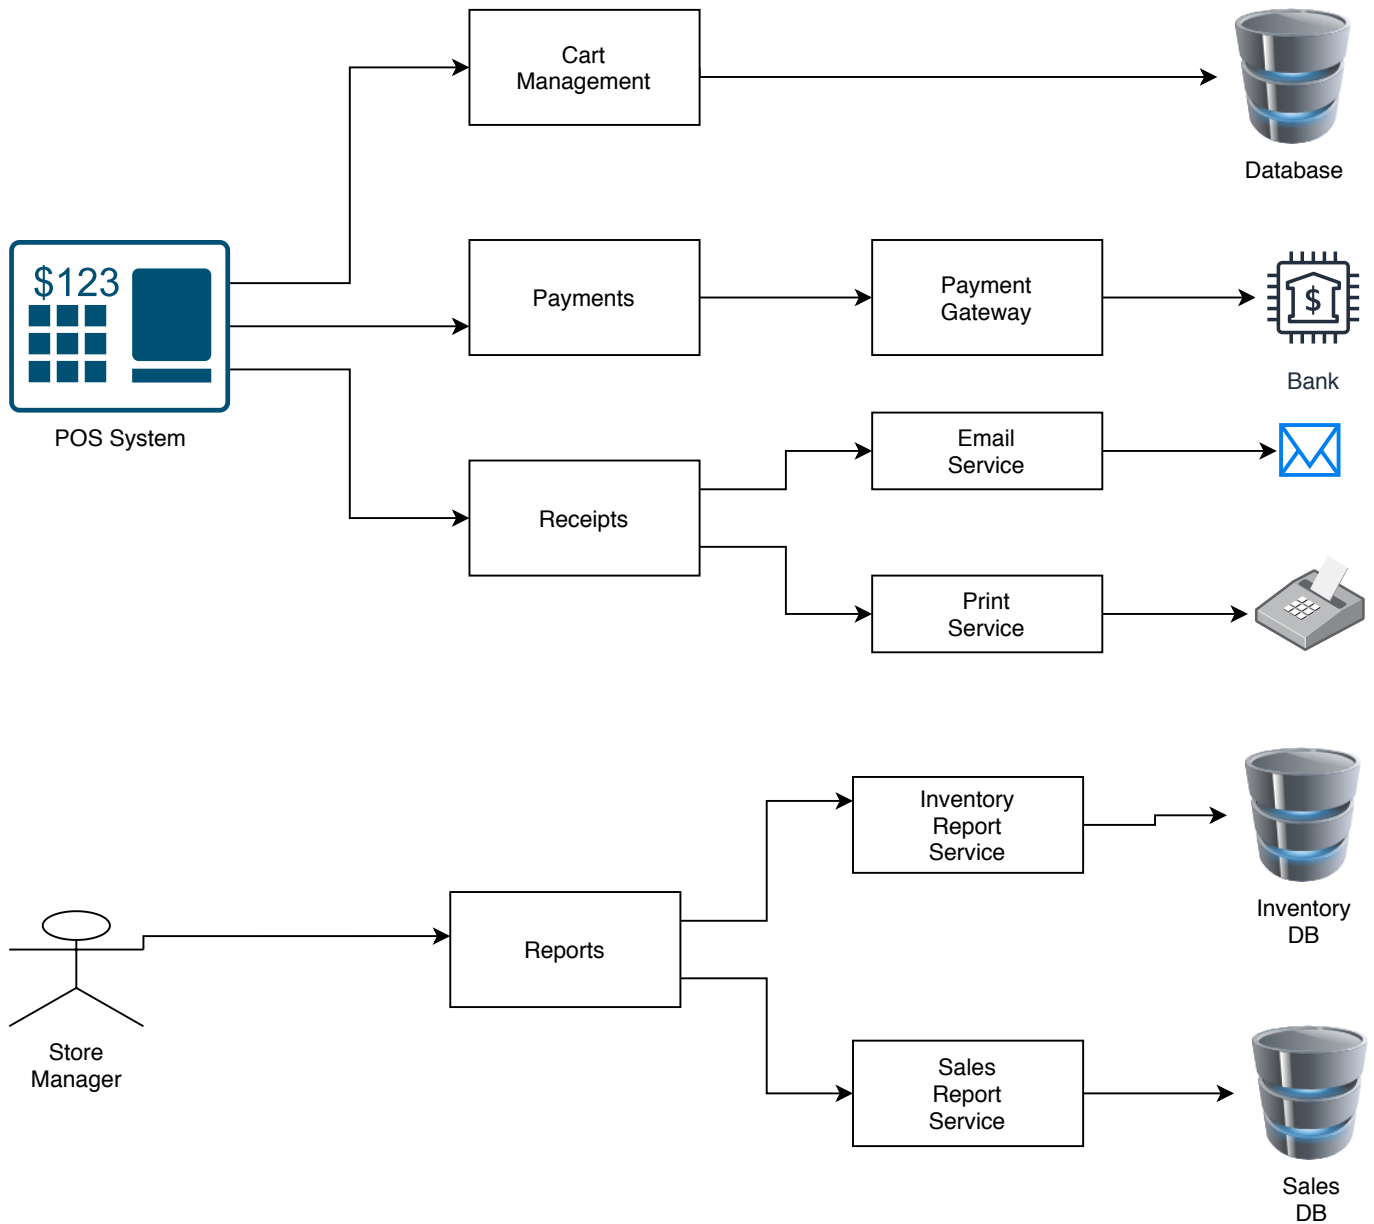 Cart
Management
Database
$123
POS System
Payments
Payment
Gateway
$
Bank
Receipts
Email
Service
Print
Service
Store
Manager
Reports
Inventory
Report
Service
Inventory
DB
Sales
Report
Service
Sales
DB